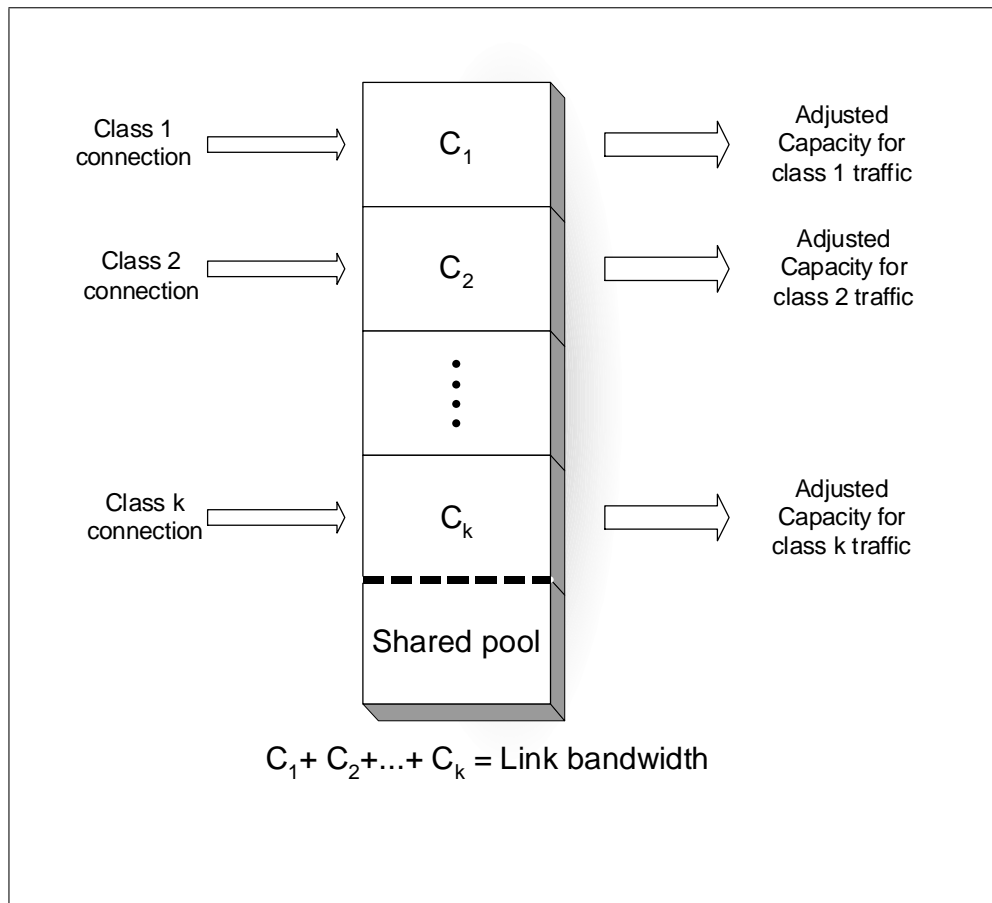 Class 1
connection
C₁
Adjusted
Capacity for
class 1 traffic
Class 2
connection
C₂
Adjusted
Capacity for
class 2 traffic
Class k
connection
Cₖ
Adjusted
Capacity for
class k traffic
Shared pool
C₁+ C₂+...+ Cₖ = Link bandwidth